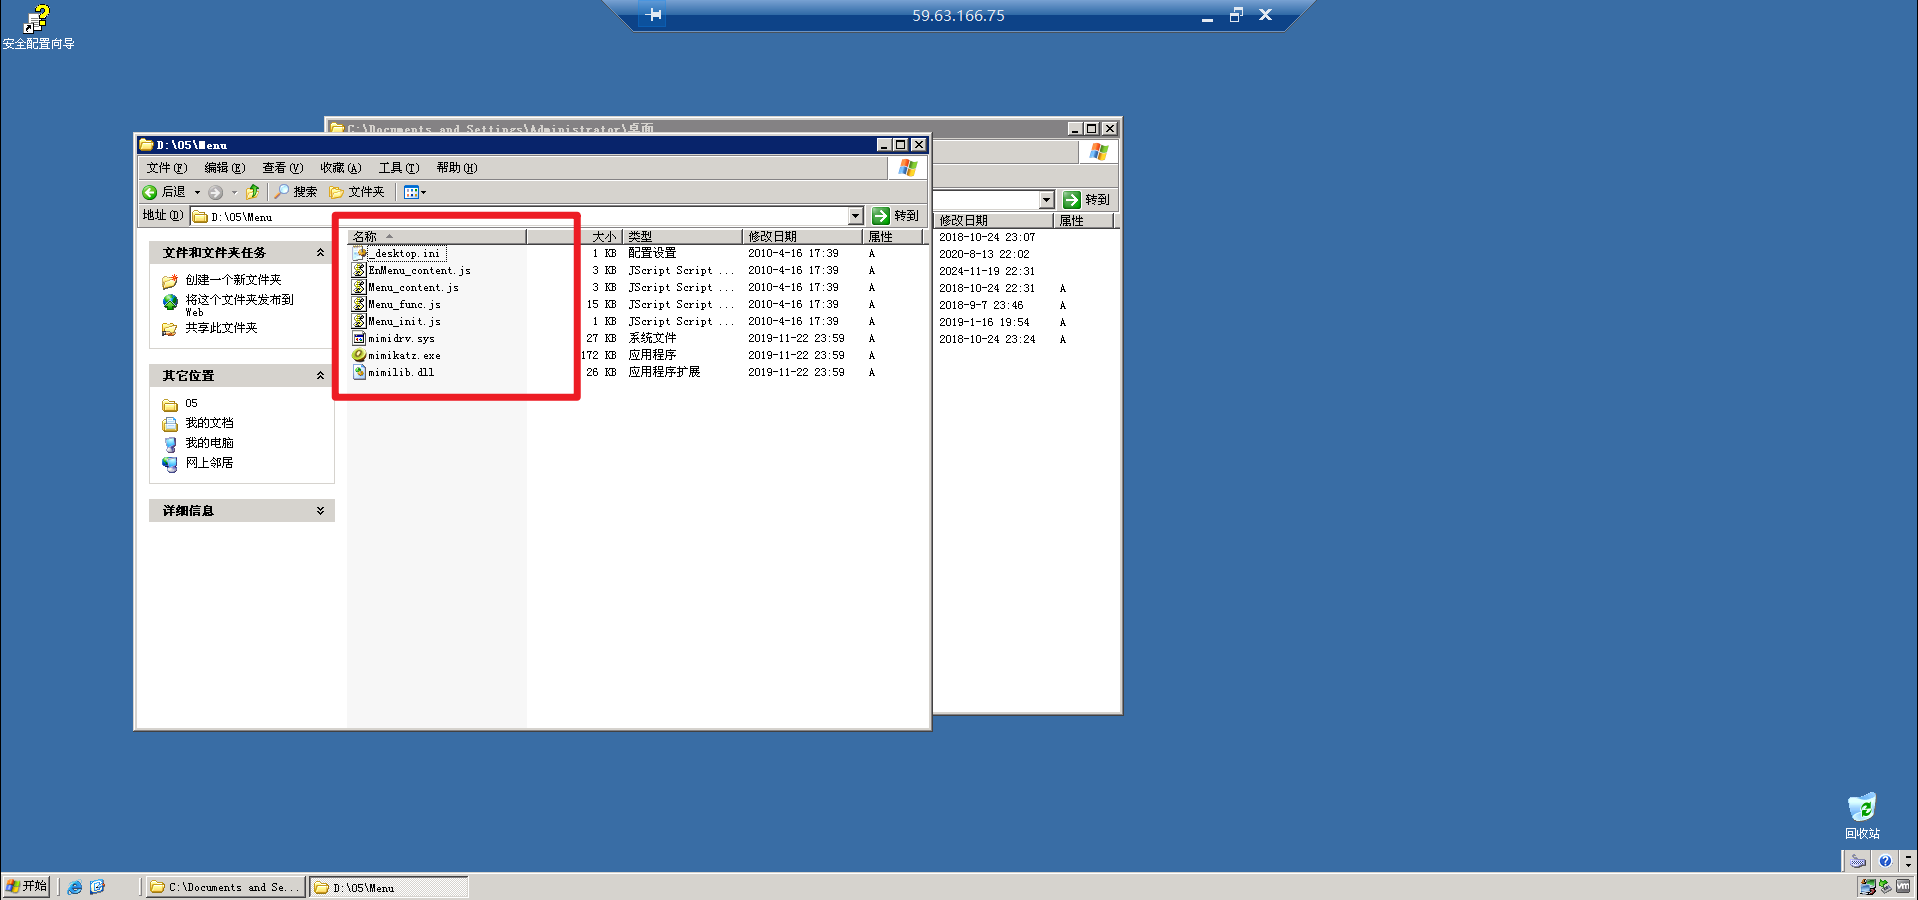 59.63.166.75
安全配置向导
C:\Documents and Settings\Administrator\桌面
D:\05\Menu
文件(F) 编辑(E) 查看(V) 收藏(A) 工具(T) 帮助(H)
后退 搜索 文件夹
地址(D) D:\05\Menu 转到
转到
名称 大小 类型 修改日期 属性
_desktop.ini 1 KB 配置设置 2010-4-16 17:39 A
EnMenu_content.js 3 KB JScript Script ... 2010-4-16 17:39 A
Menu_content.js 3 KB JScript Script ... 2010-4-16 17:39 A
Menu_func.js 15 KB JScript Script ... 2010-4-16 17:39 A
Menu_init.js 1 KB JScript Script ... 2010-4-16 17:39 A
mimidrv.sys 27 KB 系统文件 2019-11-22 23:59 A
mimikatz.exe 172 KB 应用程序 2019-11-22 23:59 A
mimilib.dll 26 KB 应用程序扩展 2019-11-22 23:59 A
修改日期 属性
2018-10-24 23:07
2020-8-13 22:02
2024-11-19 22:31
2018-10-24 22:31 A
2018-9-7 23:46 A
2019-1-16 19:54 A
2018-10-24 23:24 A
文件和文件夹任务
创建一个新文件夹
将这个文件夹发布到
Web
共享此文件夹
其它位置
05
我的文档
我的电脑
网上邻居
详细信息
回收站
开始 C:\Documents and Se... D:\05\Menu